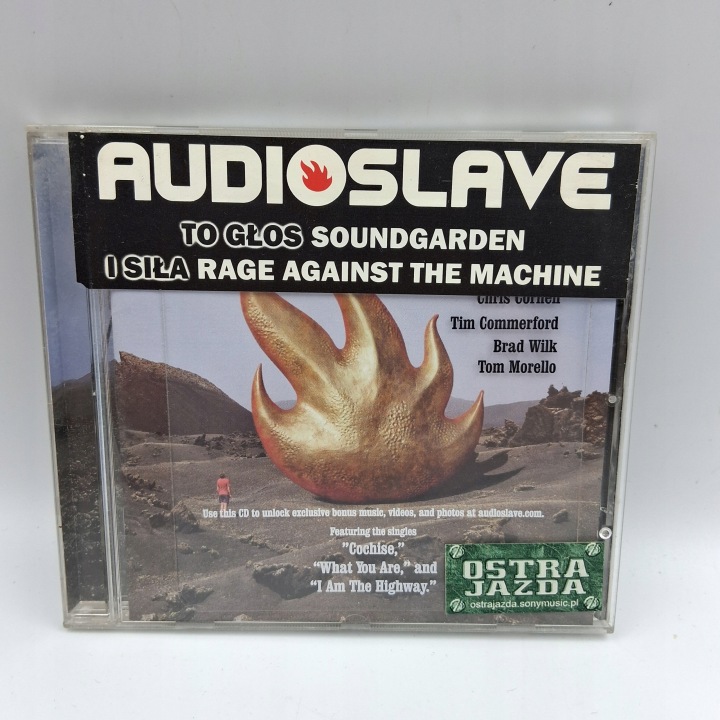 AUDIOSLAVE
TO GŁOS SOUNDGARDEN
I SIŁA RAGE AGAINST THE MACHINE
Chris Cornell
Tim Commerford
Brad Wilk
Tom Morello
Use this CD to unlock exclusive bonus music, videos, and photos at audioslave.com.
Featuring the singles
"Cochise,"
"What You Are," and
"I Am The Highway."
OSTRA
JAZDA
ostrajazda.sonymusic.pl